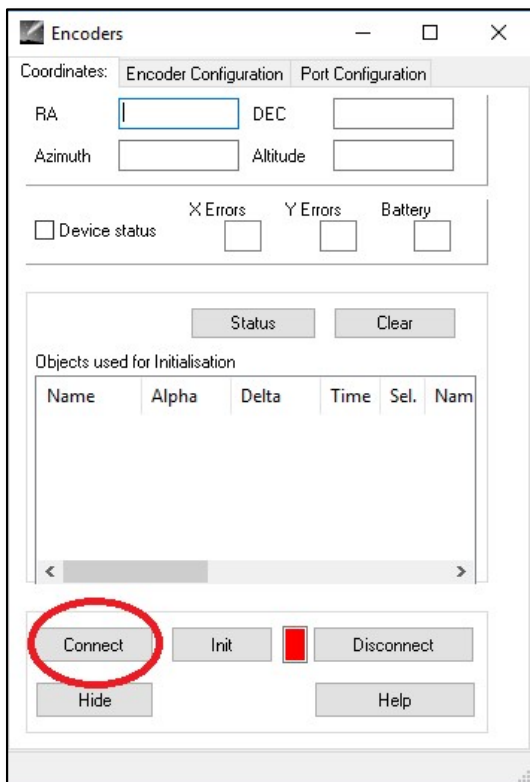 Encoders
Coordinates: Encoder Configuration Port Configuration
RA DEC
Azimuth Altitude
X Errors Y Errors Battery
Device status
Status Clear
Objects used for Initialisation
Name Alpha Delta Time Sel. Nam
Connect Init Disconnect
Hide Help